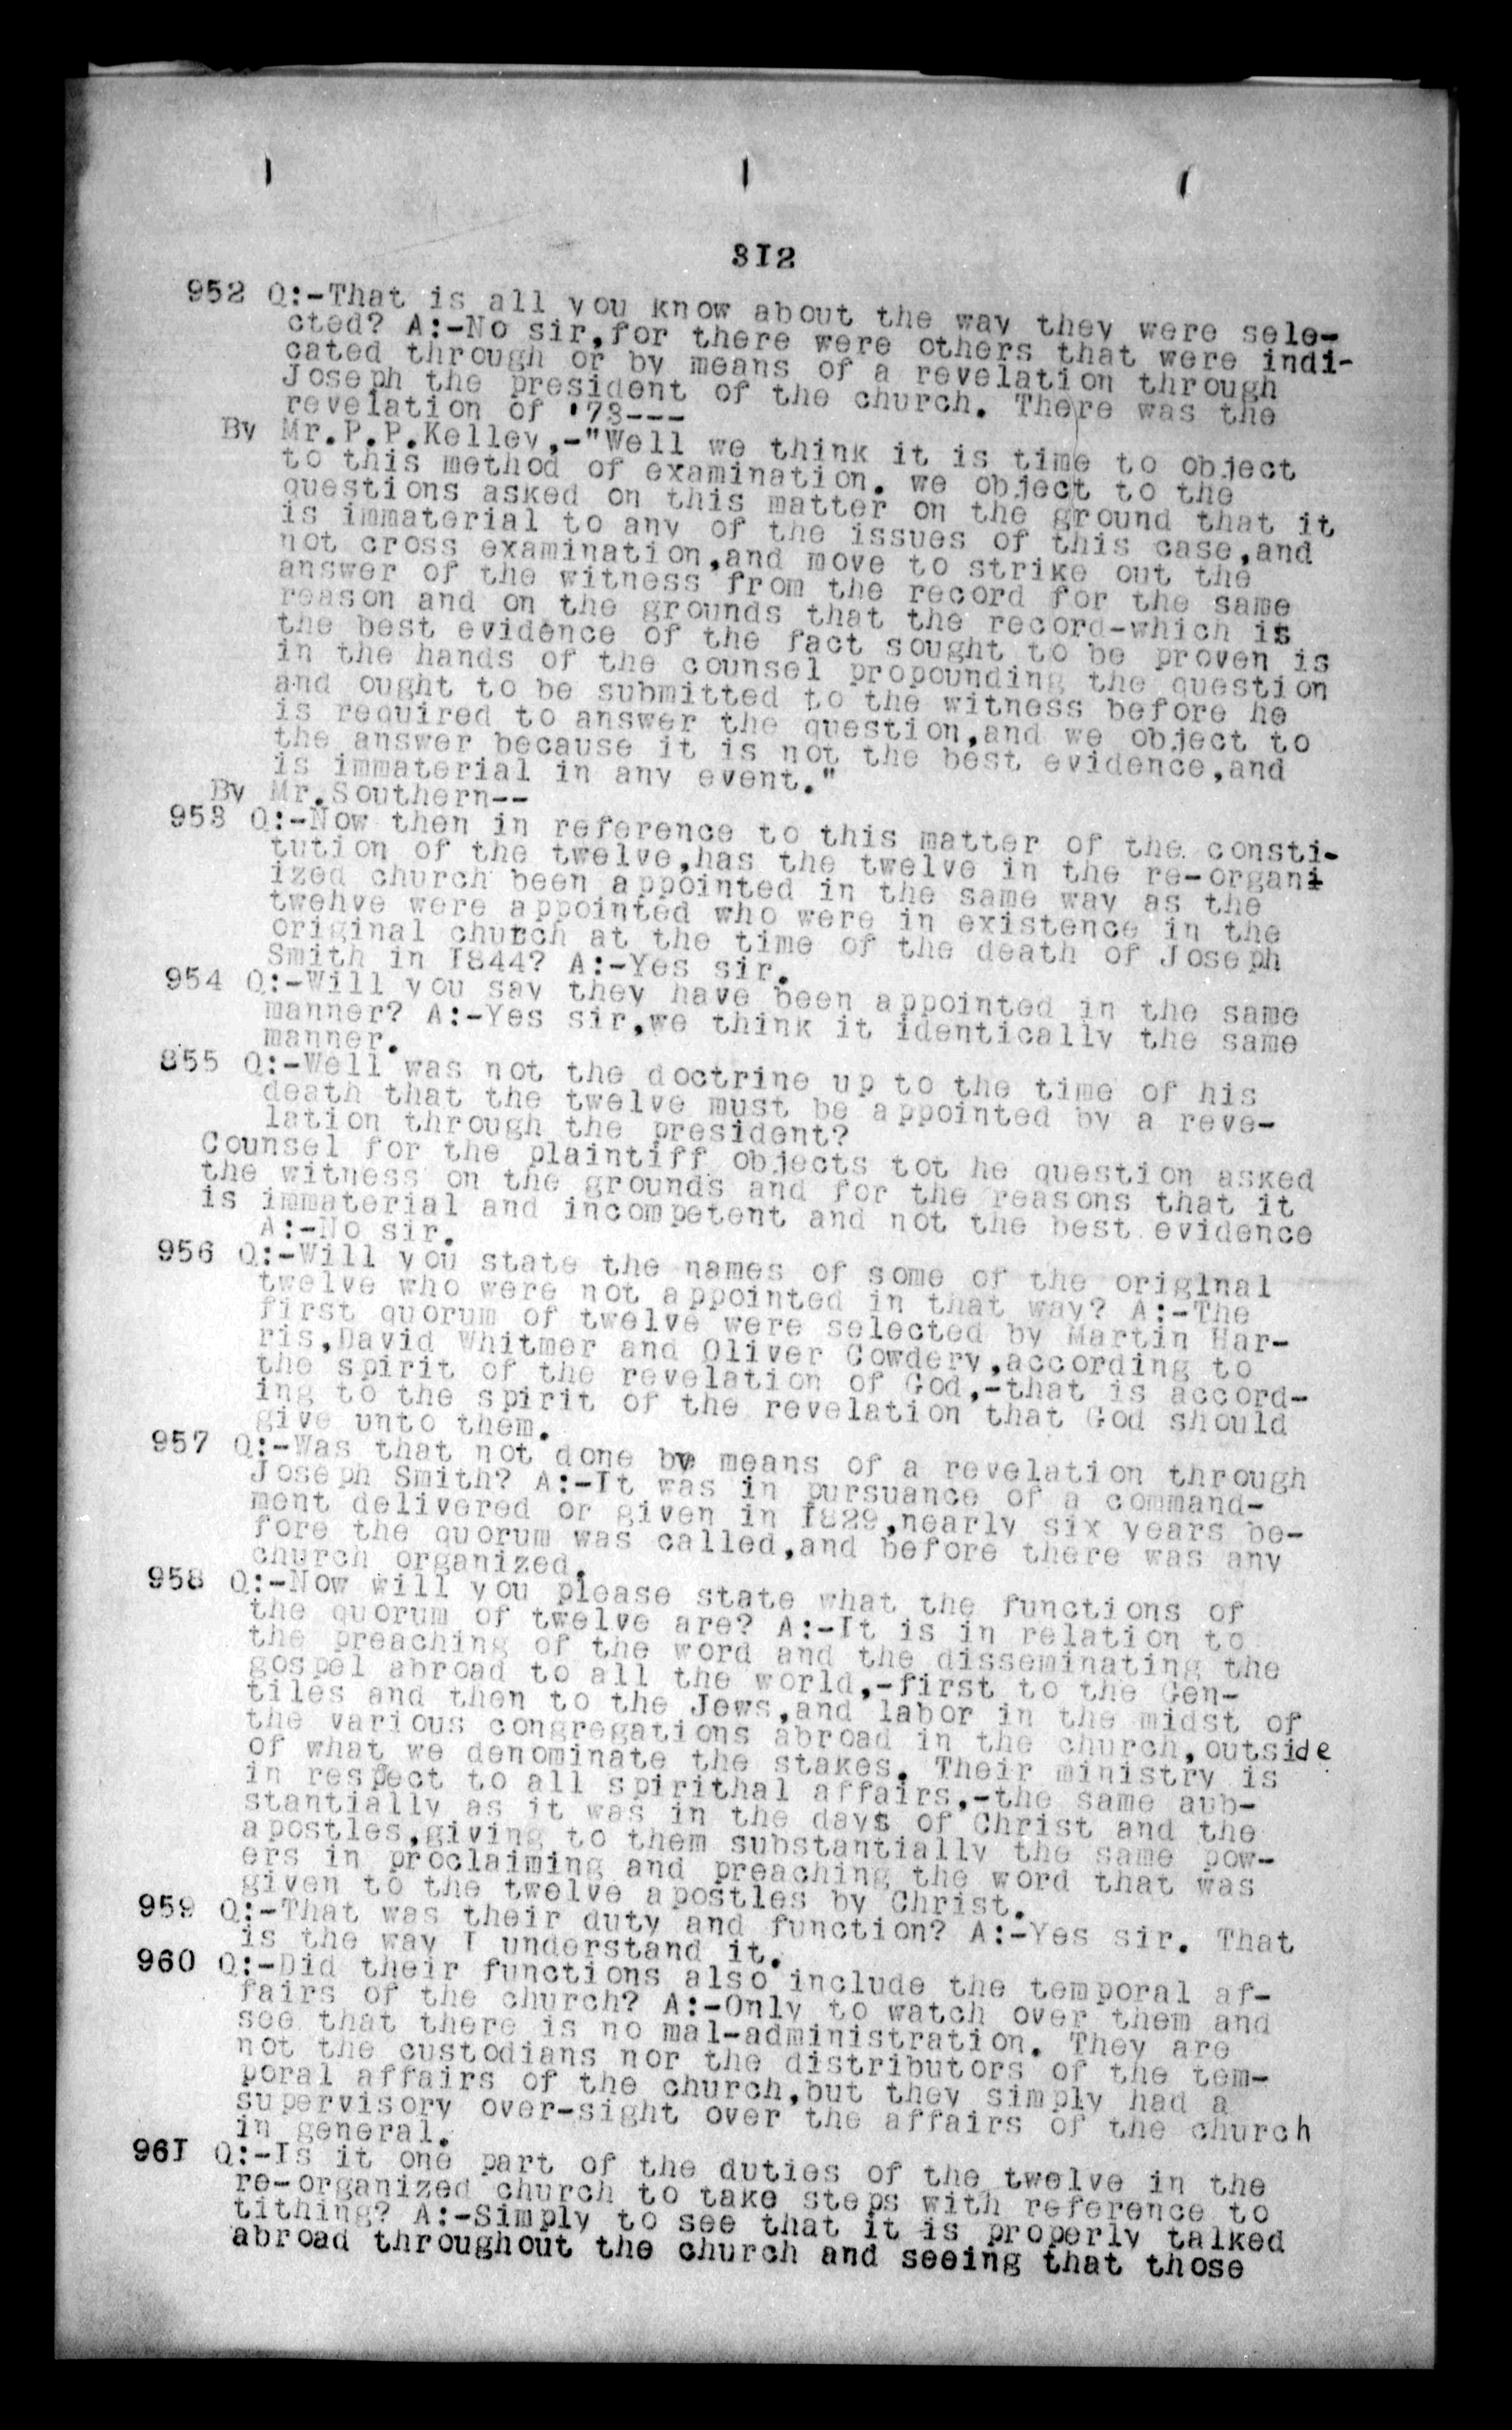 312
952 Q:-That is all you know about the way they were sele-
cted? A:-No sir,for there were others that were indi-
cated through or by means of a revelation through
Joseph the president of the church. There was the
revelation of '73---
By Mr.P.P.Kelley,-"Well we think it is time to object
to this method of examination. we object to the
questions asked on this matter on the ground that it
is immaterial to any of the issues of this case,and
not cross examination,and move to strike out the
answer of the witness from the record for the same
reason and on the grounds that the record-which is
the best evidence of the fact sought to be proven is
in the hands of the counsel propounding the question
and ought to be submitted to the witness before he
is required to answer the question,and we object to
the answer because it is not the best evidence,and
is immaterial in any event."
By Mr.Southern--
953 Q:-Now then in reference to this matter of the consti-
tution of the twelve,has the twelve in the re-organi
ized church been appointed in the same way as the
twehve were appointed who were in existence in the
original church at the time of the death of Joseph
Smith in I844? A:-Yes sir.
954 Q:-Will you say they have been appointed in the same
manner? A:-Yes sir,we think it identically the same
manner.
855 Q:-Well was not the doctrine up to the time of his
death that the twelve must be appointed by a reve-
lation through the president?
Counsel for the plaintiff objects tot he question asked
the witness on the grounds and for the reasons that it
is immaterial and incompetent and not the best evidence
A:-No sir.
956 Q:-Will you state the names of some of the original
twelve who were not appointed in that way? A:-The
first quorum of twelve were selected by Martin Har-
ris,David Whitmer and Oliver Cowdery,according to
the spirit of the revelation of God,-that is accord-
ing to the spirit of the revelation that God should
give unto them.
957 Q:-Was that not done by means of a revelation through
Joseph Smith? A:-It was in pursuance of a command-
ment delivered or given in I829,nearly six years be-
fore the quorum was called,and before there was any
church organized.
958 Q:-Now will you please state what the functions of
the quorum of twelve are? A:-It is in relation to
the preaching of the word and the disseminating the
gospel abroad to all the world,-first to the Gen-
tiles and then to the Jews,and labor in the midst of
the various congregations abroad in the church,outside
of what we denominate the stakes. Their ministry is
in respect to all spirithal affairs,-the same aub-
stantially as it was in the days of Christ and the
apostles,giving to them substantially the same pow-
ers in proclaiming and preaching the word that was
given to the twelve apostles by Christ.
959 Q:-That was their duty and function? A:-Yes sir. That
is the way I understand it.
960 Q:-Did their functions also include the temporal af-
fairs of the church? A:-Only to watch over them and
see that there is no mal-administration. They are
not the custodians nor the distributors of the tem-
poral affairs of the church,but they simply had a
supervisory over-sight over the affairs of the church
in general.
96I Q:-Is it one part of the duties of the twelve in the
re-organized church to take steps with reference to
tithing? A:-Simply to see that it is properly talked
abroad throughout the church and seeing that those